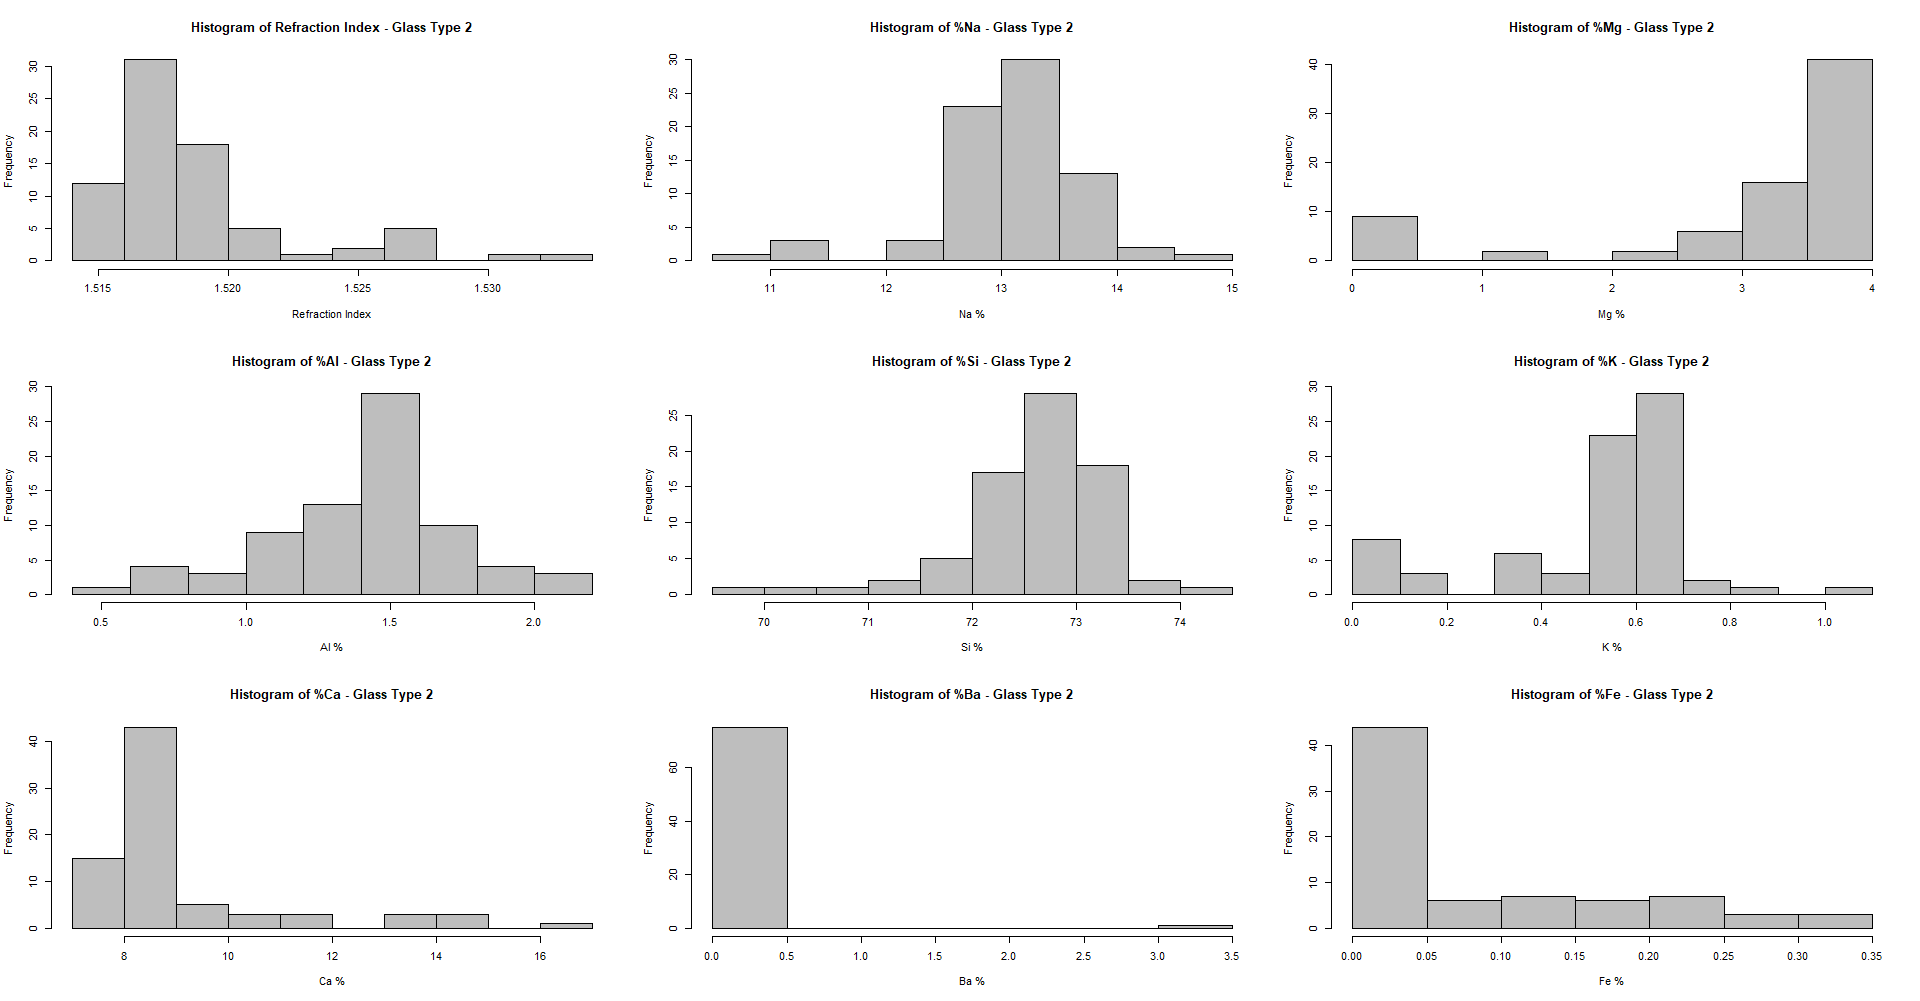 Histogram of Refraction Index - Glass Type 2
Frequency
0 5 10 15 20 25 30
1.515 1.520 1.525 1.530
Refraction Index
Histogram of %Na - Glass Type 2
Frequency
0 5 10 15 20 25 30
11 12 13 14 15
Na %
Histogram of %Mg - Glass Type 2
Frequency
0 10 20 30 40
0 1 2 3 4
Mg %
Histogram of %Al - Glass Type 2
Frequency
0 5 10 15 20 25 30
0.5 1.0 1.5 2.0
Al %
Histogram of %Si - Glass Type 2
Frequency
0 5 10 15 20 25
70 71 72 73 74
Si %
Histogram of %K - Glass Type 2
Frequency
0 5 10 15 20 25 30
0.0 0.2 0.4 0.6 0.8 1.0
K %
Histogram of %Ca - Glass Type 2
Frequency
0 10 20 30 40
8 10 12 14 16
Ca %
Histogram of %Ba - Glass Type 2
Frequency
0 20 40 60
0.0 0.5 1.0 1.5 2.0 2.5 3.0 3.5
Ba %
Histogram of %Fe - Glass Type 2
Frequency
0 10 20 30 40
0.00 0.05 0.10 0.15 0.20 0.25 0.30 0.35
Fe %